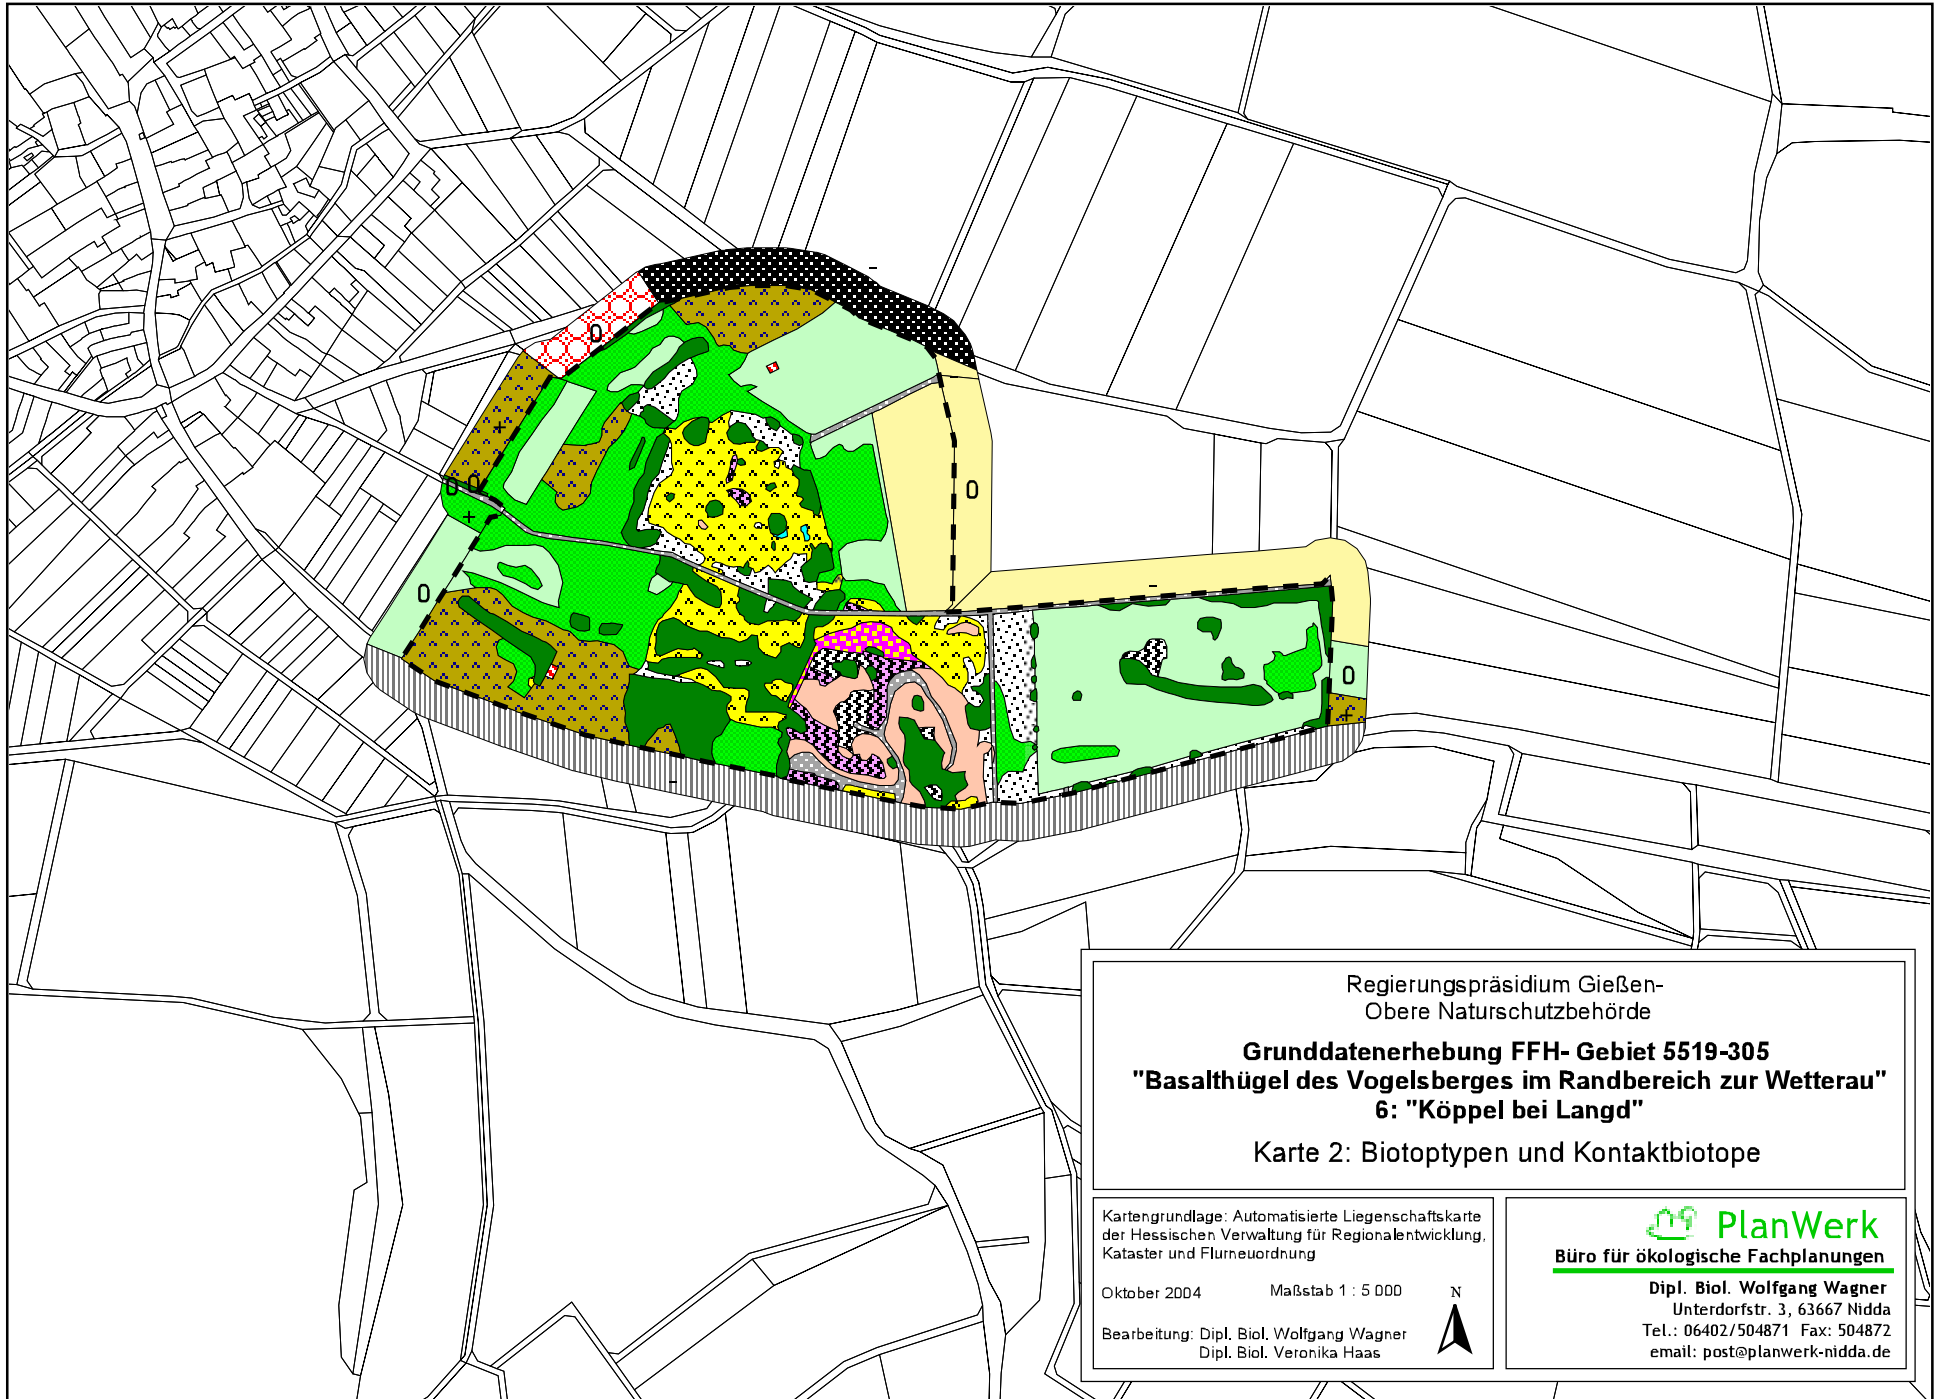 -
0
+
0
0
0
+
0
-
0
+
-
Regierungspräsidium Gießen-
Obere Naturschutzbehörde
Grunddatenerhebung FFH- Gebiet 5519-305
"Basalthügel des Vogelsberges im Randbereich zur Wetterau"
6: "Köppel bei Langd"
Karte 2: Biotoptypen und Kontaktbiotope
Kartengrundlage: Automatisierte Liegenschaftskarte
der Hessischen Verwaltung für Regionalentwicklung,
Kataster und Flurneuordnung
Oktober 2004 Maßstab 1 : 5 000
N
Bearbeitung: Dipl. Biol. Wolfgang Wagner
Dipl. Biol. Veronika Haas
PlanWerk
Büro für ökologische Fachplanungen
Dipl. Biol. Wolfgang Wagner
Unterdorfstr. 3, 63667 Nidda
Tel.: 06402/504871 Fax: 504872
email: post@planwerk-nidda.de